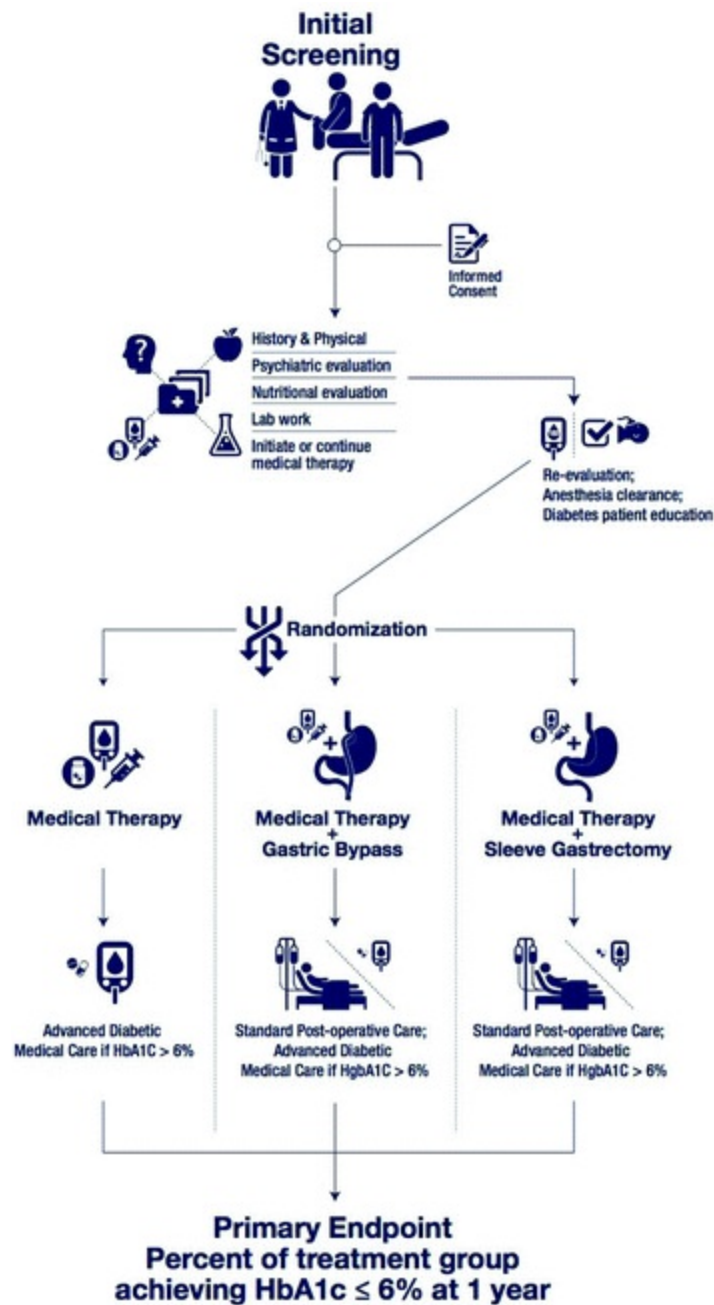 Initial
Screening
Informed
Consent
?
History & Physical
Psychiatric evaluation
Nutritional evaluation
Lab work
Initiate or continue
medical therapy
Re-evaluation;
Anesthesia clearance;
Diabetes patient education
Randomization
Medical Therapy
Medical Therapy
+
Gastric Bypass
Medical Therapy
+
Sleeve Gastrectomy
Advanced Diabetic
Medical Care if HbA1C > 6%
Standard Post-operative Care;
Advanced Diabetic
Medical Care if HgbA1C > 6%
Standard Post-operative Care;
Advanced Diabetic
Medical Care if HgbA1C > 6%
Primary Endpoint
Percent of treatment group
achieving HbA1c ≤ 6% at 1 year